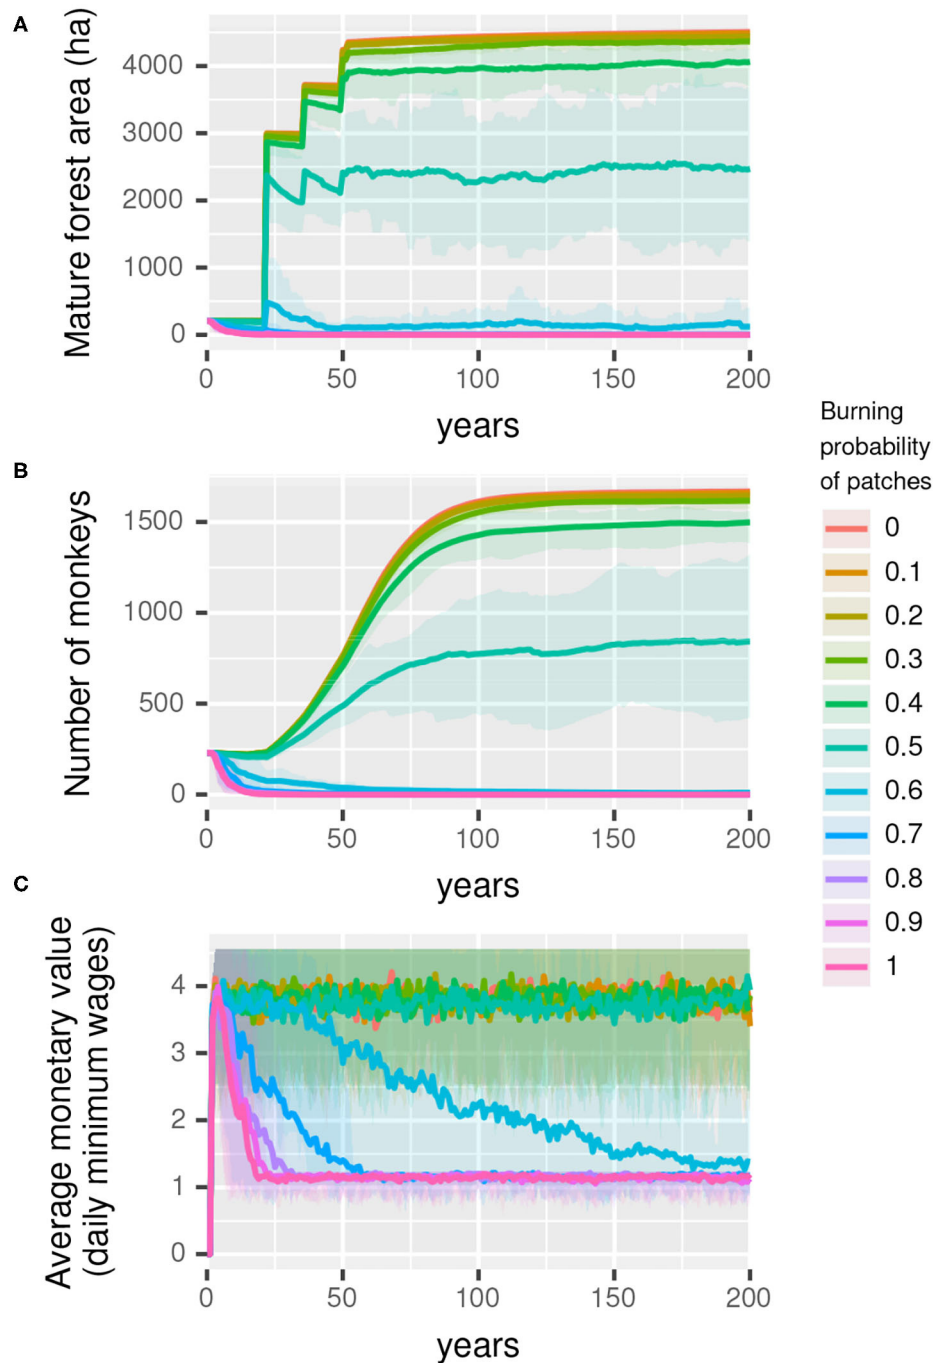 A
Mature forest area (ha)
4000
3000
2000
1000
0
0 50 100 150 200
years
B
Number of monkeys
1500
1000
500
0
0 50 100 150 200
years
C
Average monetary value
(daily minimum wages)
4
3
2
1
0
0 50 100 150 200
years
Burning
probability
of patches
0
0.1
0.2
0.3
0.4
0.5
0.6
0.7
0.8
0.9
1